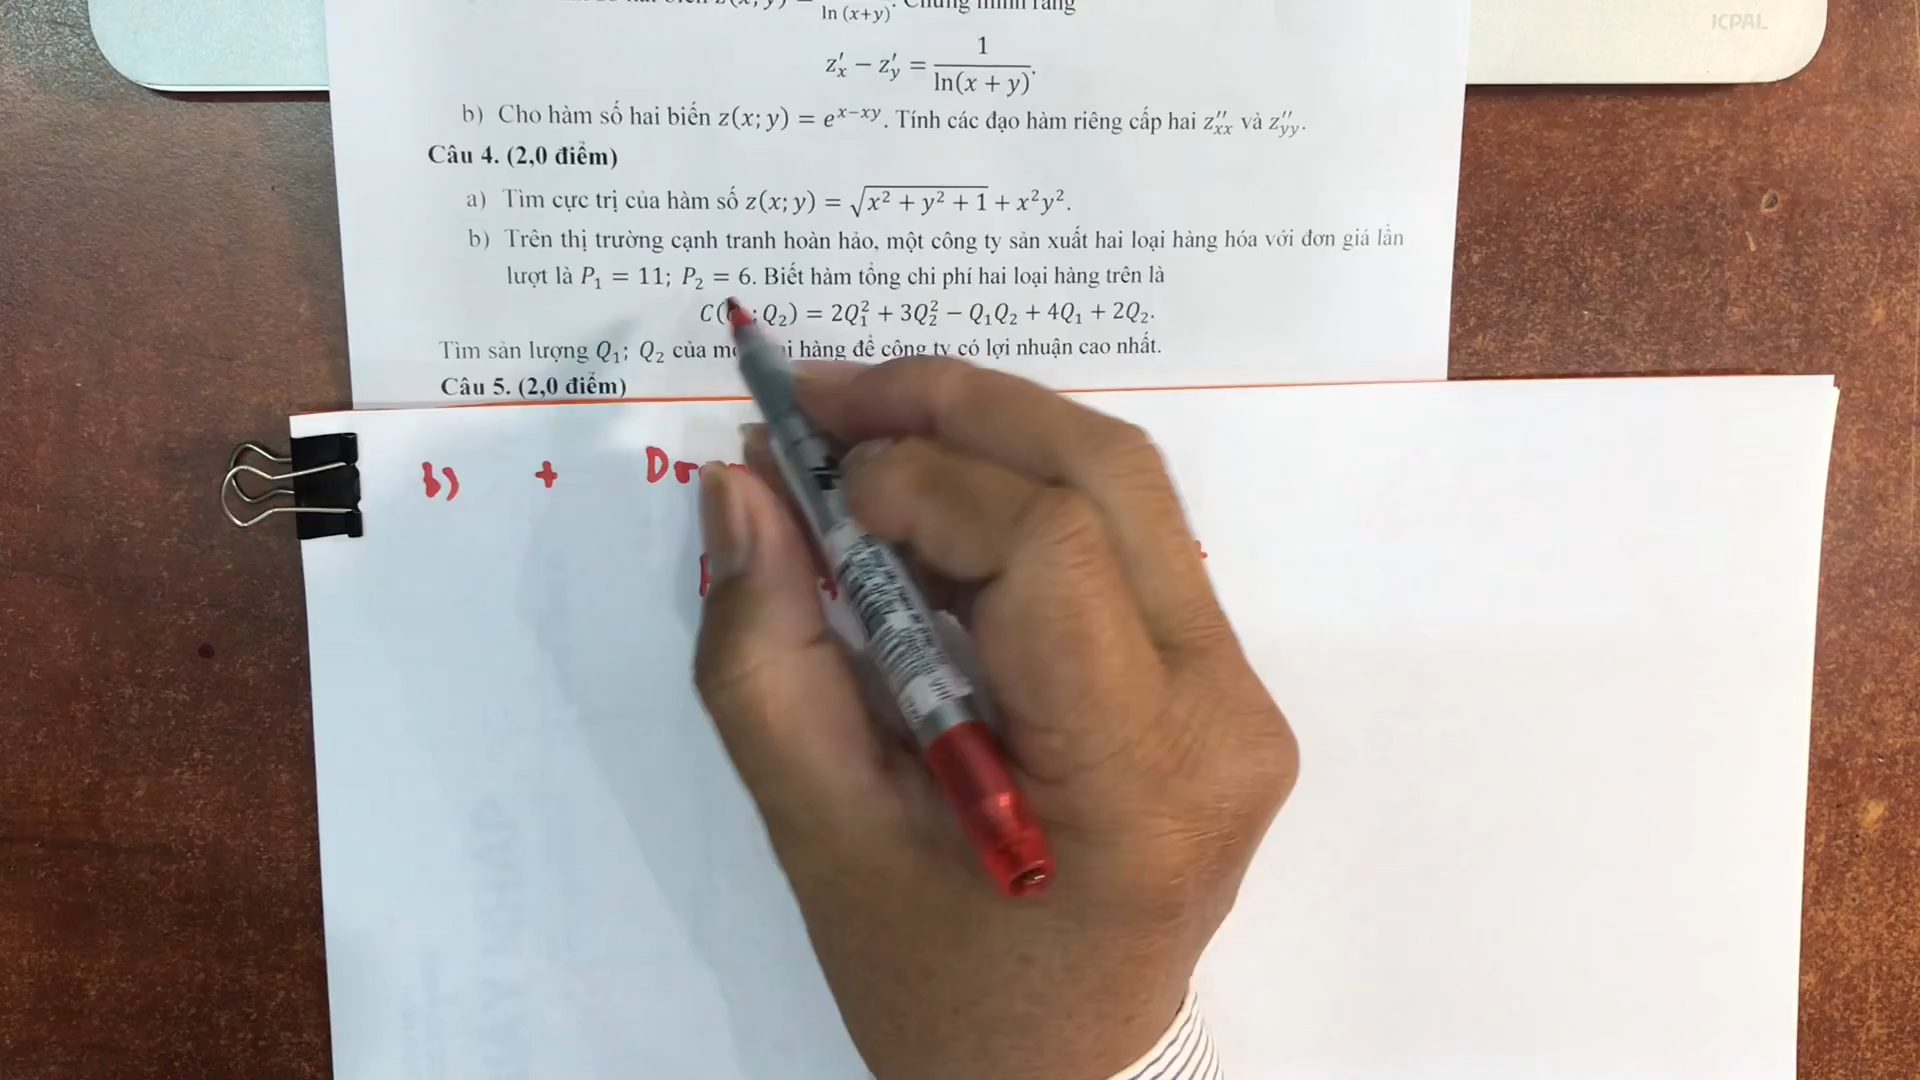 ln (x+y)
JCPAL
z′x − z′y = 1 / ln(x + y).
b) Cho hàm số hai biến z(x; y) = e^{x−xy}. Tính các đạo hàm riêng cấp hai z″xx và z″yy.
Câu 4. (2,0 điểm)
a) Tìm cực trị của hàm số z(x; y) = √(x² + y² + 1) + x²y².
b) Trên thị trường cạnh tranh hoàn hảo, một công ty sản xuất hai loại hàng hóa với đơn giá lần
lượt là P₁ = 11; P₂ = 6. Biết hàm tổng chi phí hai loại hàng trên là
C( ; Q₂) = 2Q₁² + 3Q₂² − Q₁Q₂ + 4Q₁ + 2Q₂.
Tìm sản lượng Q₁; Q₂ của hàng để công ty có lợi nhuận cao nhất.
Câu 5. (2,0 điểm)
b) +